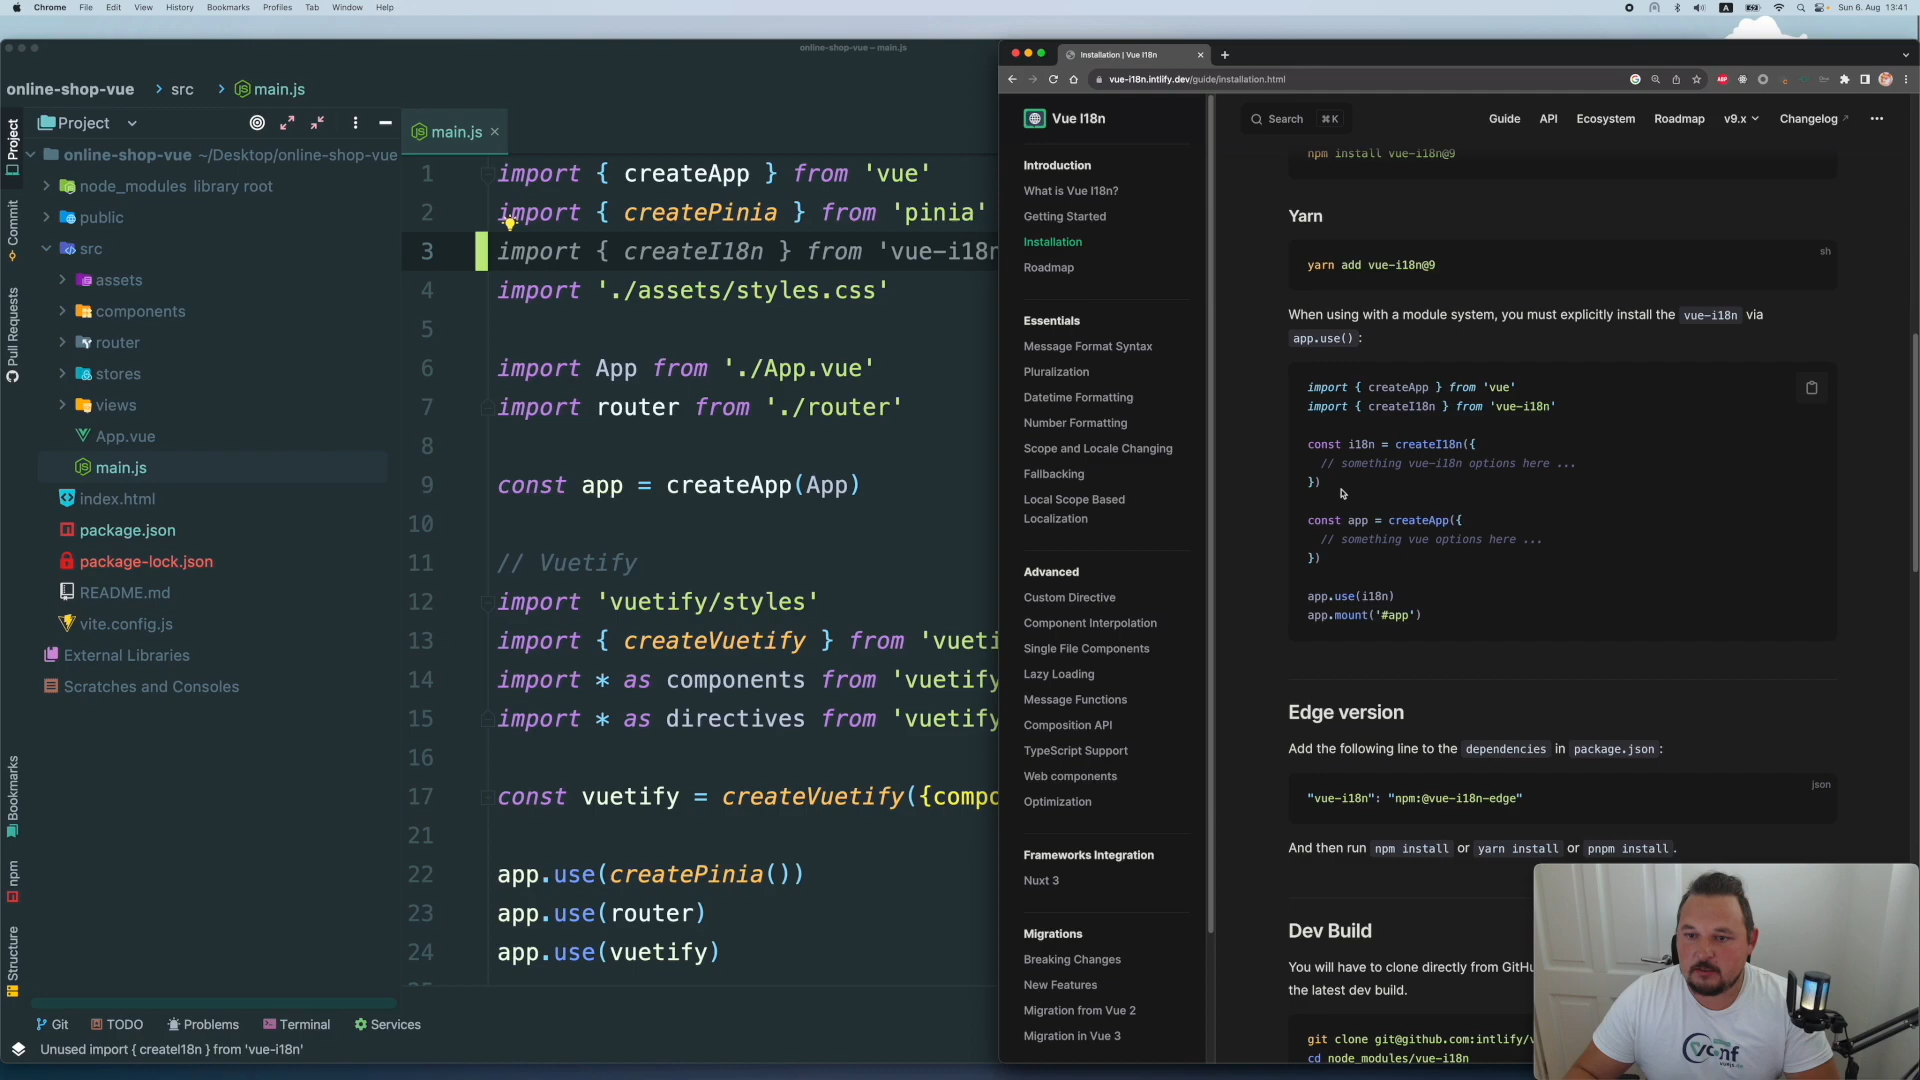 Chrome File Edit View History Bookmarks Profiles Tab Window Help
A
Sun 6. Aug 13:41
online-shop-vue – main.js
online-shop-vue > src > main.js
Project
main.js ×
online-shop-vue ~/Desktop/online-shop-vue
node_modules library root
public
src
assets
components
router
stores
views
App.vue
main.js
index.html
package.json
package-lock.json
README.md
vite.config.js
External Libraries
Scratches and Consoles
Project
Commit
Pull Requests
Bookmarks
npm
Structure
1 import { createApp } from 'vue'
2 import { createPinia } from 'pinia'
3 import { createI18n } from 'vue-i18n
4 import './assets/styles.css'
5
6 import App from './App.vue'
7 import router from './router'
8
9 const app = createApp(App)
10
11 // Vuetify
12 import 'vuetify/styles'
13 import { createVuetify } from 'vueti
14 import * as components from 'vuetify
15 import * as directives from 'vuetify
16
17 const vuetify = createVuetify({compo
21
22 app.use(createPinia())
23 app.use(router)
24 app.use(vuetify)
Git TODO Problems Terminal Services
Unused import { createI18n } from 'vue-i18n'
Installation | Vue I18n
vue-i18n.intlify.dev/guide/installation.html
Vue I18n
Search ⌘K
Guide API Ecosystem Roadmap v9.x Changelog
Introduction
What is Vue I18n?
Getting Started
Installation
Roadmap
Essentials
Message Format Syntax
Pluralization
Datetime Formatting
Number Formatting
Scope and Locale Changing
Fallbacking
Local Scope Based
Localization
Advanced
Custom Directive
Component Interpolation
Single File Components
Lazy Loading
Message Functions
Composition API
TypeScript Support
Web components
Optimization
Frameworks Integration
Nuxt 3
Migrations
Breaking Changes
New Features
Migration from Vue 2
Migration in Vue 3
npm install vue-i18n@9
Yarn
sh
yarn add vue-i18n@9
When using with a module system, you must explicitly install the vue-i18n via
app.use():
import { createApp } from 'vue'
import { createI18n } from 'vue-i18n'
const i18n = createI18n({
// something vue-i18n options here ...
})
const app = createApp({
// something vue options here ...
})
app.use(i18n)
app.mount('#app')
Edge version
Add the following line to the dependencies in package.json:
json
"vue-i18n": "npm:@vue-i18n-edge"
And then run npm install or yarn install or pnpm install.
Dev Build
You will have to clone directly from GitHu
the latest dev build.
git clone git@github.com:intlify/v
cd node_modules/vue-i18n
conf